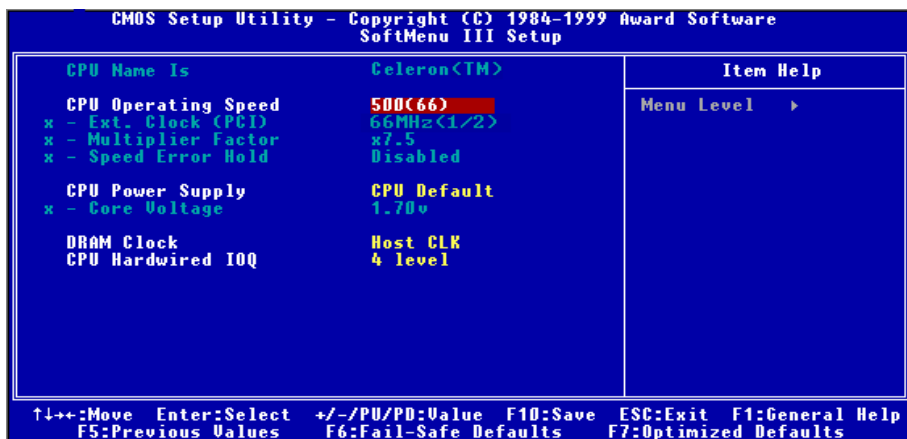 CMOS Setup Utility - Copyright (C) 1984-1999 Award Software
SoftMenu III Setup
CPU Name Is Celeron(TM)
Item Help
CPU Operating Speed 500(66)
Menu Level ▶
x - Ext. Clock (PCI) 66MHz(1/2)
x - Multiplier Factor x7.5
x - Speed Error Hold Disabled
CPU Power Supply CPU Default
x - Core Voltage 1.70v
DRAM Clock Host CLK
CPU Hardwired IOQ 4 level
↑↓→←:Move Enter:Select +/-/PU/PD:Value F10:Save ESC:Exit F1:General Help
F5:Previous Values F6:Fail-Safe Defaults F7:Optimized Defaults